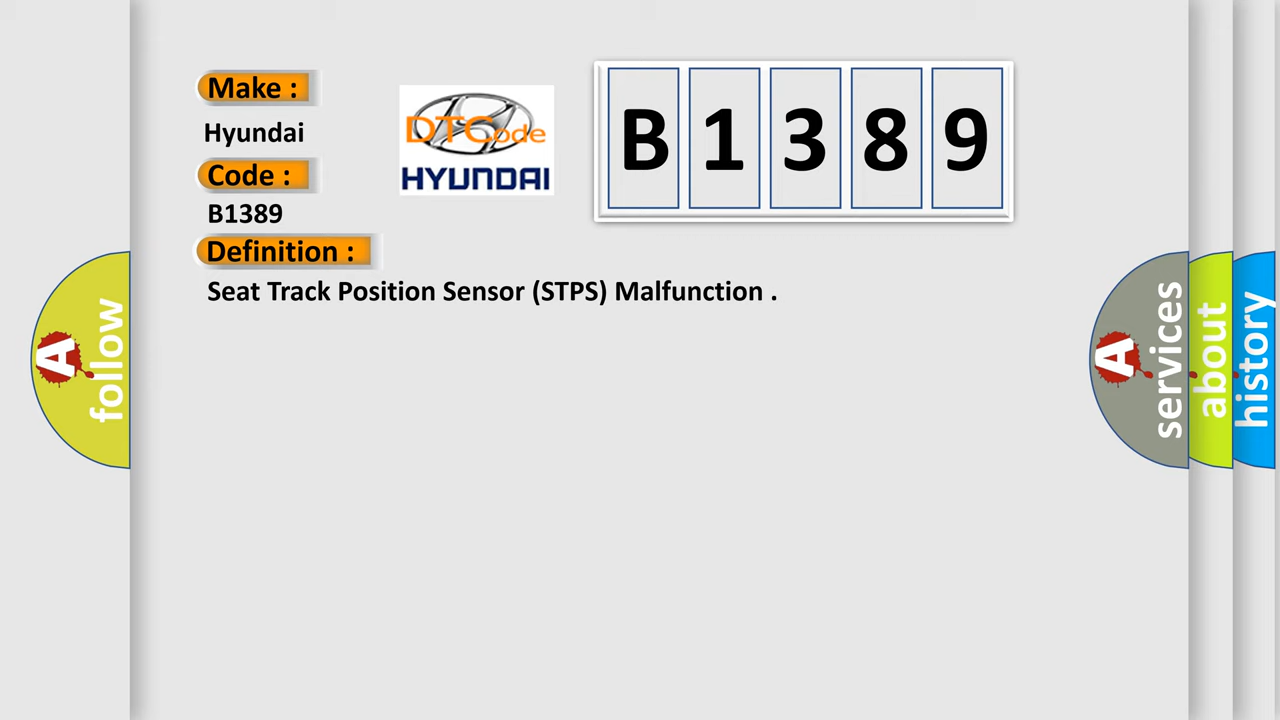 Make :
Hyundai
Code :
B1389
Definition :
Seat Track Position Sensor (STPS) Malfunction .
DTCode
HYUNDAI
B 1 3 8 9
A follow
A services
about
history